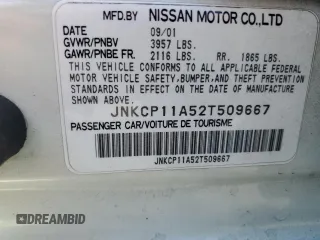 MFD.BY NISSAN MOTOR CO.,LTD
DATE 09/01
GVWR/PNBV 3957 LBS.
GAWR/PNBE FR. 2116 LBS. RR. 1865 LBS.
THIS VEHICLE CONFORMS TO ALL APPLICABLE FEDERAL
MOTOR VEHICLE SAFETY, BUMPER, AND THEFT PREVENTION
STANDARDS IN EFFECT ON THE DATE OF MANUFACTURE
SHOWN ABOVE.
JNKCP11A52T509667
PASSENGER CAR/VOITURE DE TOURISME
JNKCP11A52T509667
DREAMBID